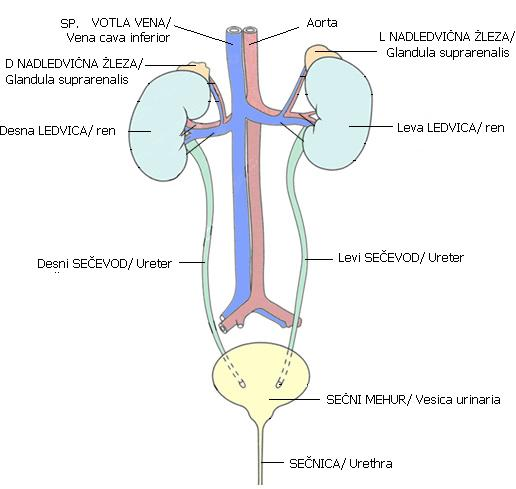 SP. VOTLA VENA/
Vena cava inferior
Aorta
L NADLEDVIČNA ŽLEZA/
Glandula suprarenalis
D NADLEDVIČNA ŽLEZA/
Glandula suprarenalis
Desna LEDVICA/ ren
Leva LEDVICA/ ren
Desni SEČEVOD/ Ureter
Levi SEČEVOD/ Ureter
SEČNI MEHUR/ Vesica urinaria
SEČNICA/ Urethra